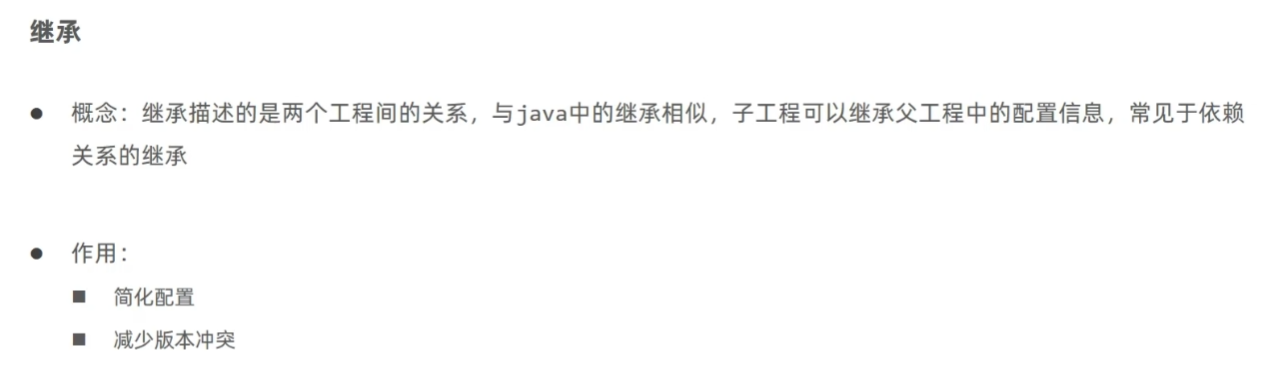 继承
● 概念：继承描述的是两个工程间的关系，与java中的继承相似，子工程可以继承父工程中的配置信息，常见于依赖
关系的继承
● 作用：
■ 简化配置
■ 减少版本冲突